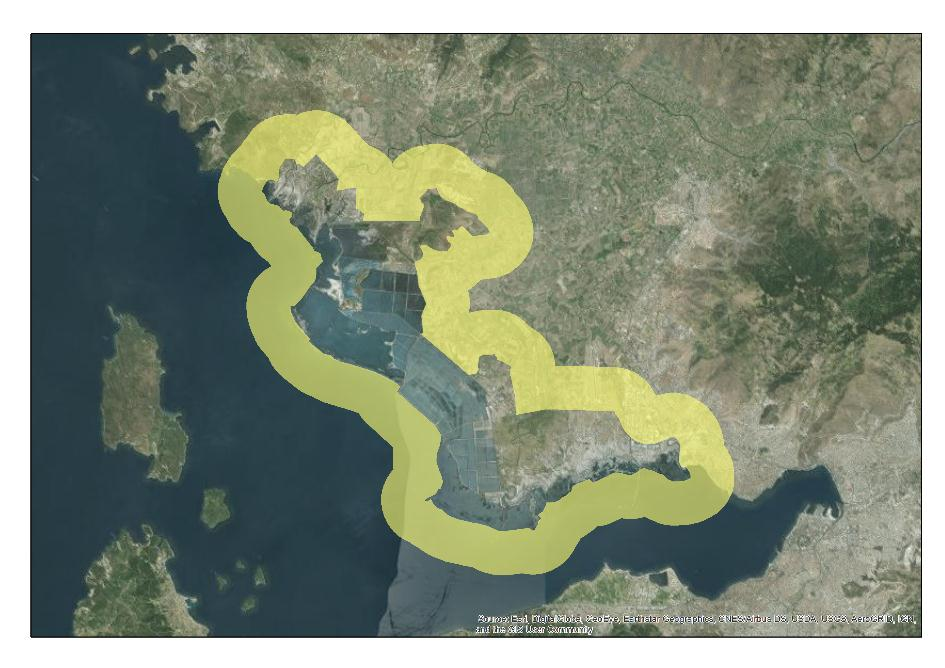 Source: Esri, DigitalGlobe, GeoEye, Earthstar Geographics, CNES/Airbus DS, USDA, USGS, AeroGRID, IGN,
and the GIS User Community